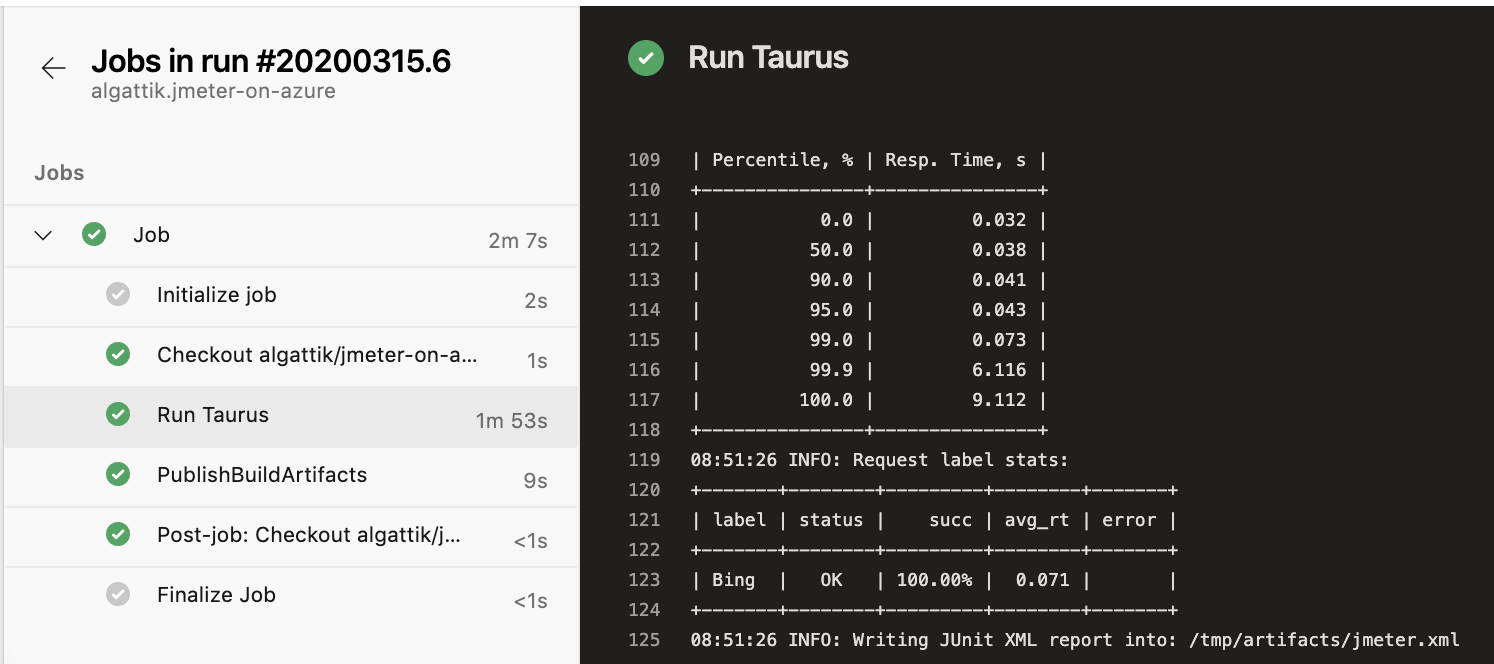 Jobs in run #20200315.6
algattik.jmeter-on-azure
Jobs
Job 2m 7s
Initialize job 2s
Checkout algattik/jmeter-on-a... 1s
Run Taurus 1m 53s
PublishBuildArtifacts 9s
Post-job: Checkout algattik/j... <1s
Finalize Job <1s
Run Taurus
109 | Percentile, % | Resp. Time, s |
110 +---------------+---------------+
111 |           0.0 |         0.032 |
112 |          50.0 |         0.038 |
113 |          90.0 |         0.041 |
114 |          95.0 |         0.043 |
115 |          99.0 |         0.073 |
116 |          99.9 |         6.116 |
117 |         100.0 |         9.112 |
118 +---------------+---------------+
119 08:51:26 INFO: Request label stats:
120 +-------+--------+---------+--------+-------+
121 | label | status |    succ | avg_rt | error |
122 +-------+--------+---------+--------+-------+
123 | Bing  |   OK   | 100.00% |  0.071 |       |
124 +-------+--------+---------+--------+-------+
125 08:51:26 INFO: Writing JUnit XML report into: /tmp/artifacts/jmeter.xml